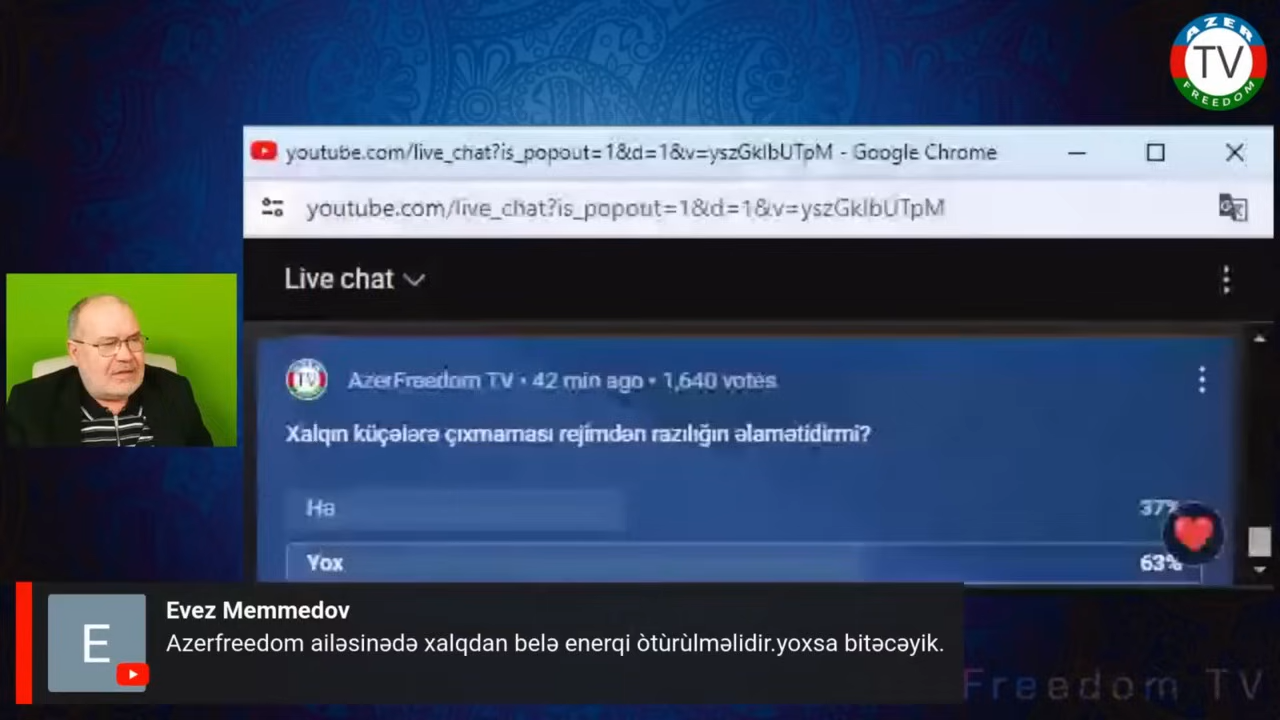 AZER
TV
FREEDOM
youtube.com/live_chat?is_popout=1&d=1&v=yszGklbUTpM - Google Chrome
youtube.com/live_chat?is_popout=1&d=1&v=yszGklbUTpM
Live chat
AzerFreedom TV • 42 min ago • 1,640 votes
Xalqın küçələrə çıxmaması rejimdən razılığın əlamətidirmi?
Hə 37%
Yox 63%
E
Evez Memmedov
Azerfreedom ailəsinədə xalqdan belə enerqi òtùrùlməlidir.yoxsa bitəcəyik.
Freedom TV